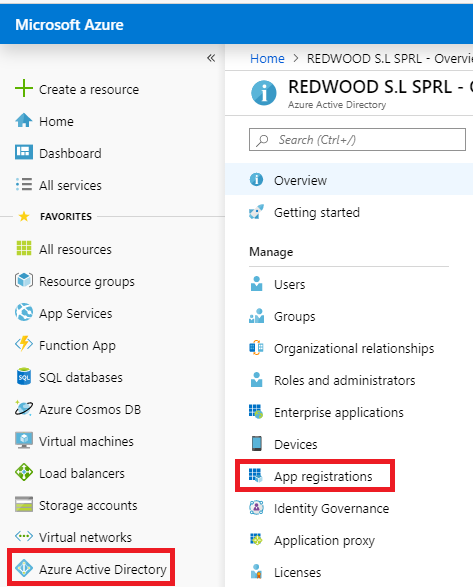 Microsoft Azure
«
Create a resource
Home
Dashboard
All services
FAVORITES
All resources
Resource groups
App Services
Function App
SQL databases
Azure Cosmos DB
Virtual machines
Load balancers
Storage accounts
Virtual networks
Azure Active Directory
Home > REDWOOD S.L SPRL - Overvie
REDWOOD S.L SPRL - O
Azure Active Directory
Search (Ctrl+/)
Overview
Getting started
Manage
Users
Groups
Organizational relationships
Roles and administrators
Enterprise applications
Devices
App registrations
Identity Governance
Application proxy
Licenses